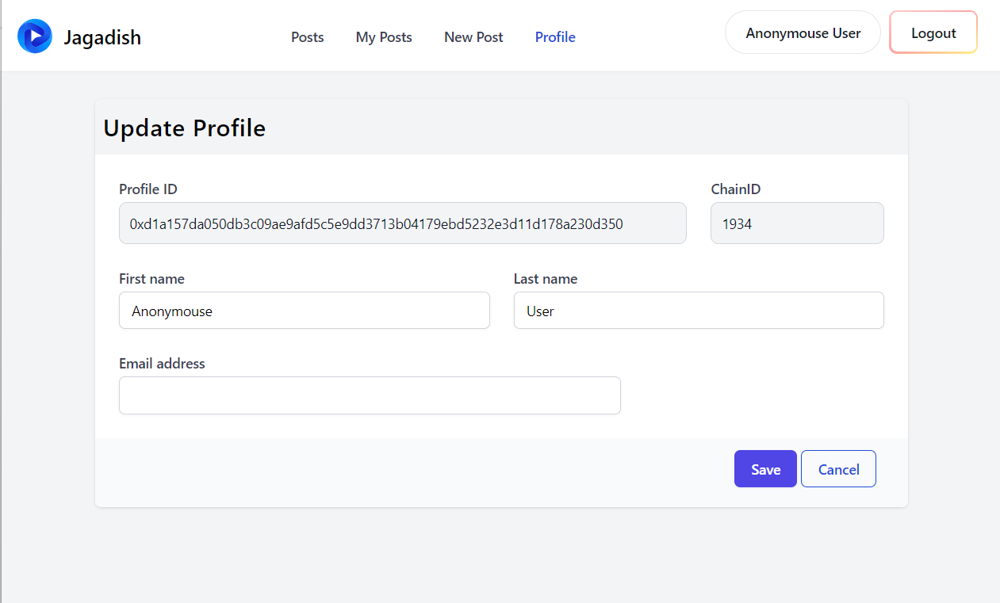 Jagadish
Posts My Posts New Post Profile
Anonymouse User Logout
Update Profile
Profile ID ChainID
0xd1a157da050db3c09ae9afd5c5e9dd3713b04179ebd5232e3d11d178a230d350 1934
First name Last name
Anonymouse User
Email address
Save Cancel